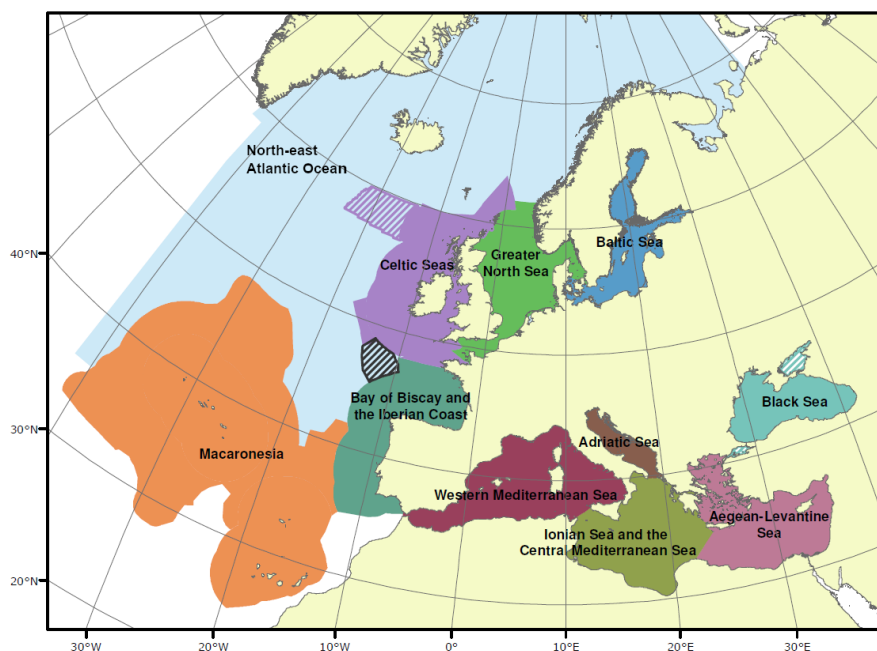 North-east
Atlantic Ocean
40°N
Celtic Seas
Greater
North Sea
Baltic Sea
Bay of Biscay and
the Iberian Coast
Black Sea
30°N
Macaronesia
Adriatic Sea
Western Mediterranean Sea
Aegean-Levantine
Sea
Ionian Sea and the
Central Mediterranean Sea
20°N
30°W
20°W
10°W
0°
10°E
20°E
30°E